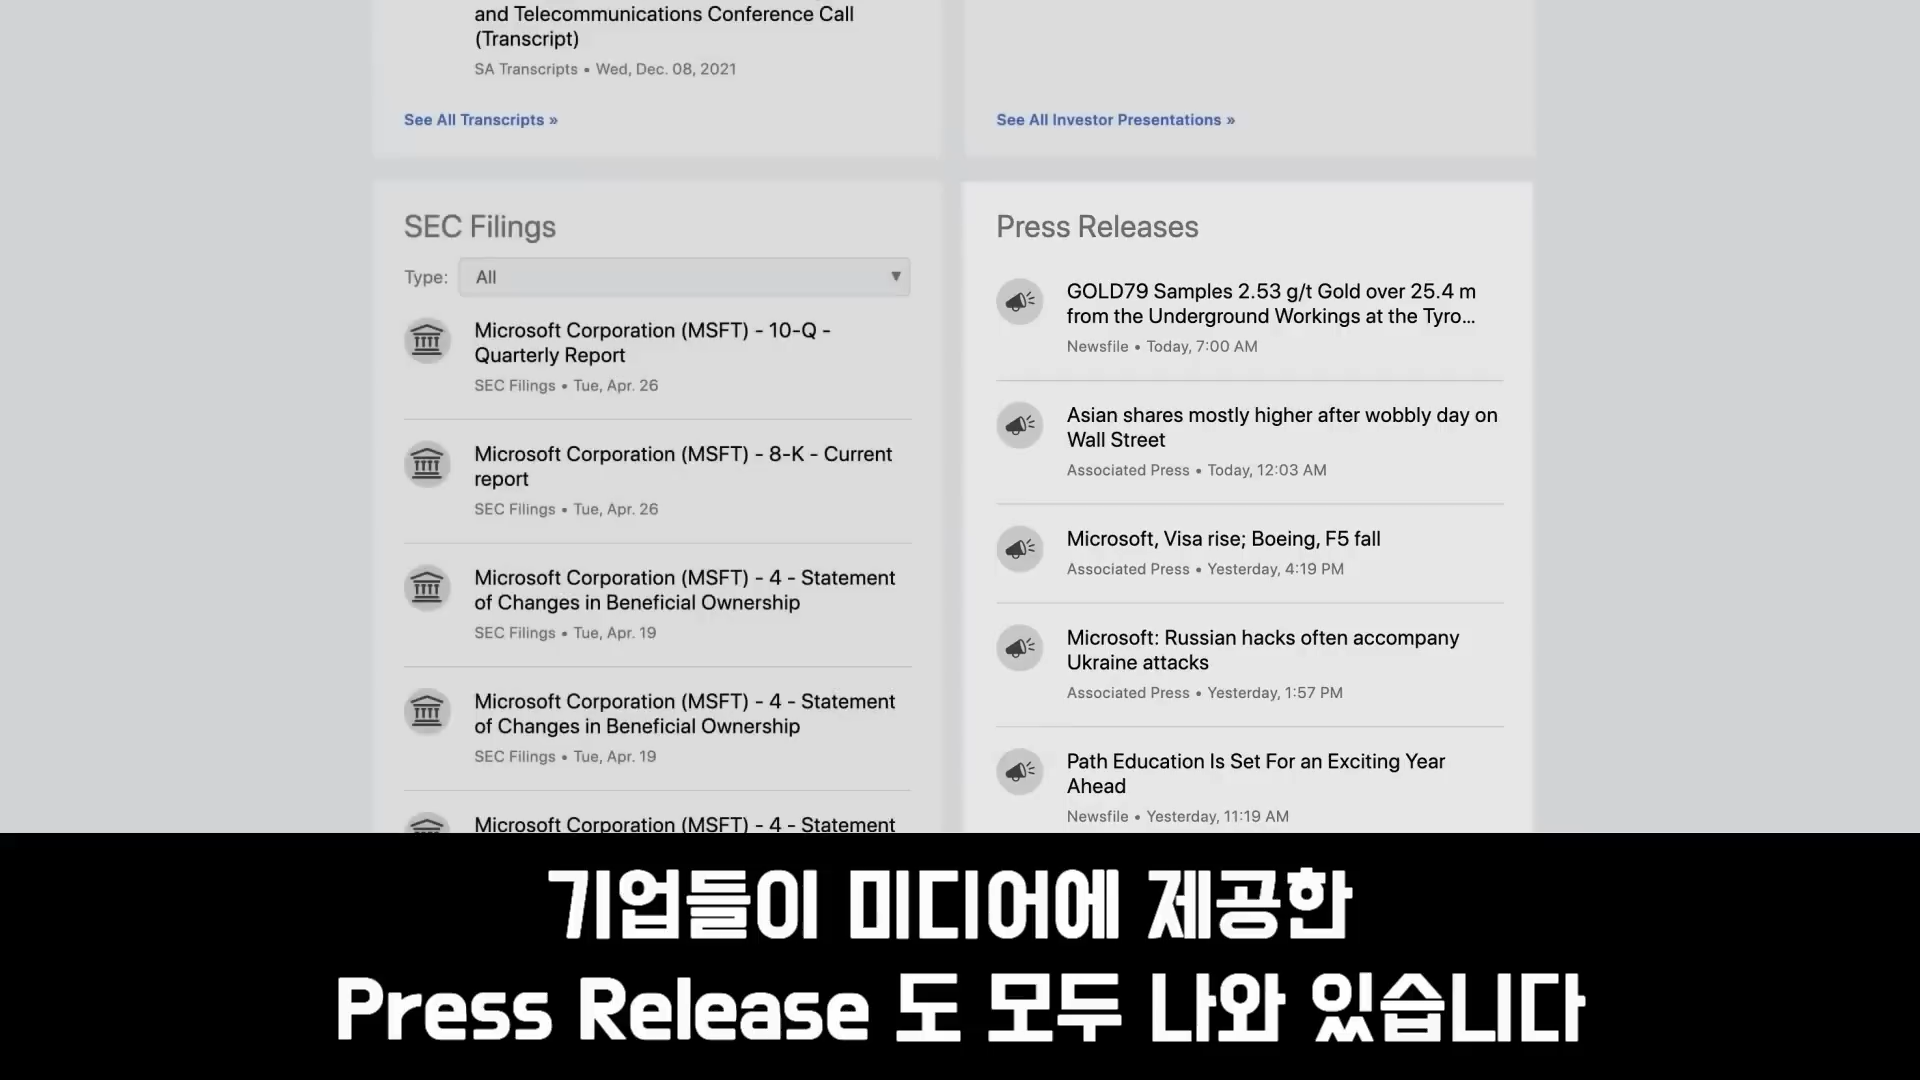 and Telecommunications Conference Call
(Transcript)
SA Transcripts • Wed, Dec. 08, 2021
See All Transcripts »
See All Investor Presentations »
SEC Filings
Type: All
Microsoft Corporation (MSFT) - 10-Q -
Quarterly Report
SEC Filings • Tue, Apr. 26
Microsoft Corporation (MSFT) - 8-K - Current
report
SEC Filings • Tue, Apr. 26
Microsoft Corporation (MSFT) - 4 - Statement
of Changes in Beneficial Ownership
SEC Filings • Tue, Apr. 19
Microsoft Corporation (MSFT) - 4 - Statement
of Changes in Beneficial Ownership
SEC Filings • Tue, Apr. 19
Microsoft Corporation (MSFT) - 4 - Statement
Press Releases
GOLD79 Samples 2.53 g/t Gold over 25.4 m
from the Underground Workings at the Tyro...
Newsfile • Today, 7:00 AM
Asian shares mostly higher after wobbly day on
Wall Street
Associated Press • Today, 12:03 AM
Microsoft, Visa rise; Boeing, F5 fall
Associated Press • Yesterday, 4:19 PM
Microsoft: Russian hacks often accompany
Ukraine attacks
Associated Press • Yesterday, 1:57 PM
Path Education Is Set For an Exciting Year
Ahead
Newsfile • Yesterday, 11:19 AM
기업들이 미디어에 제공한
Press Release 도 모두 나와 있습니다